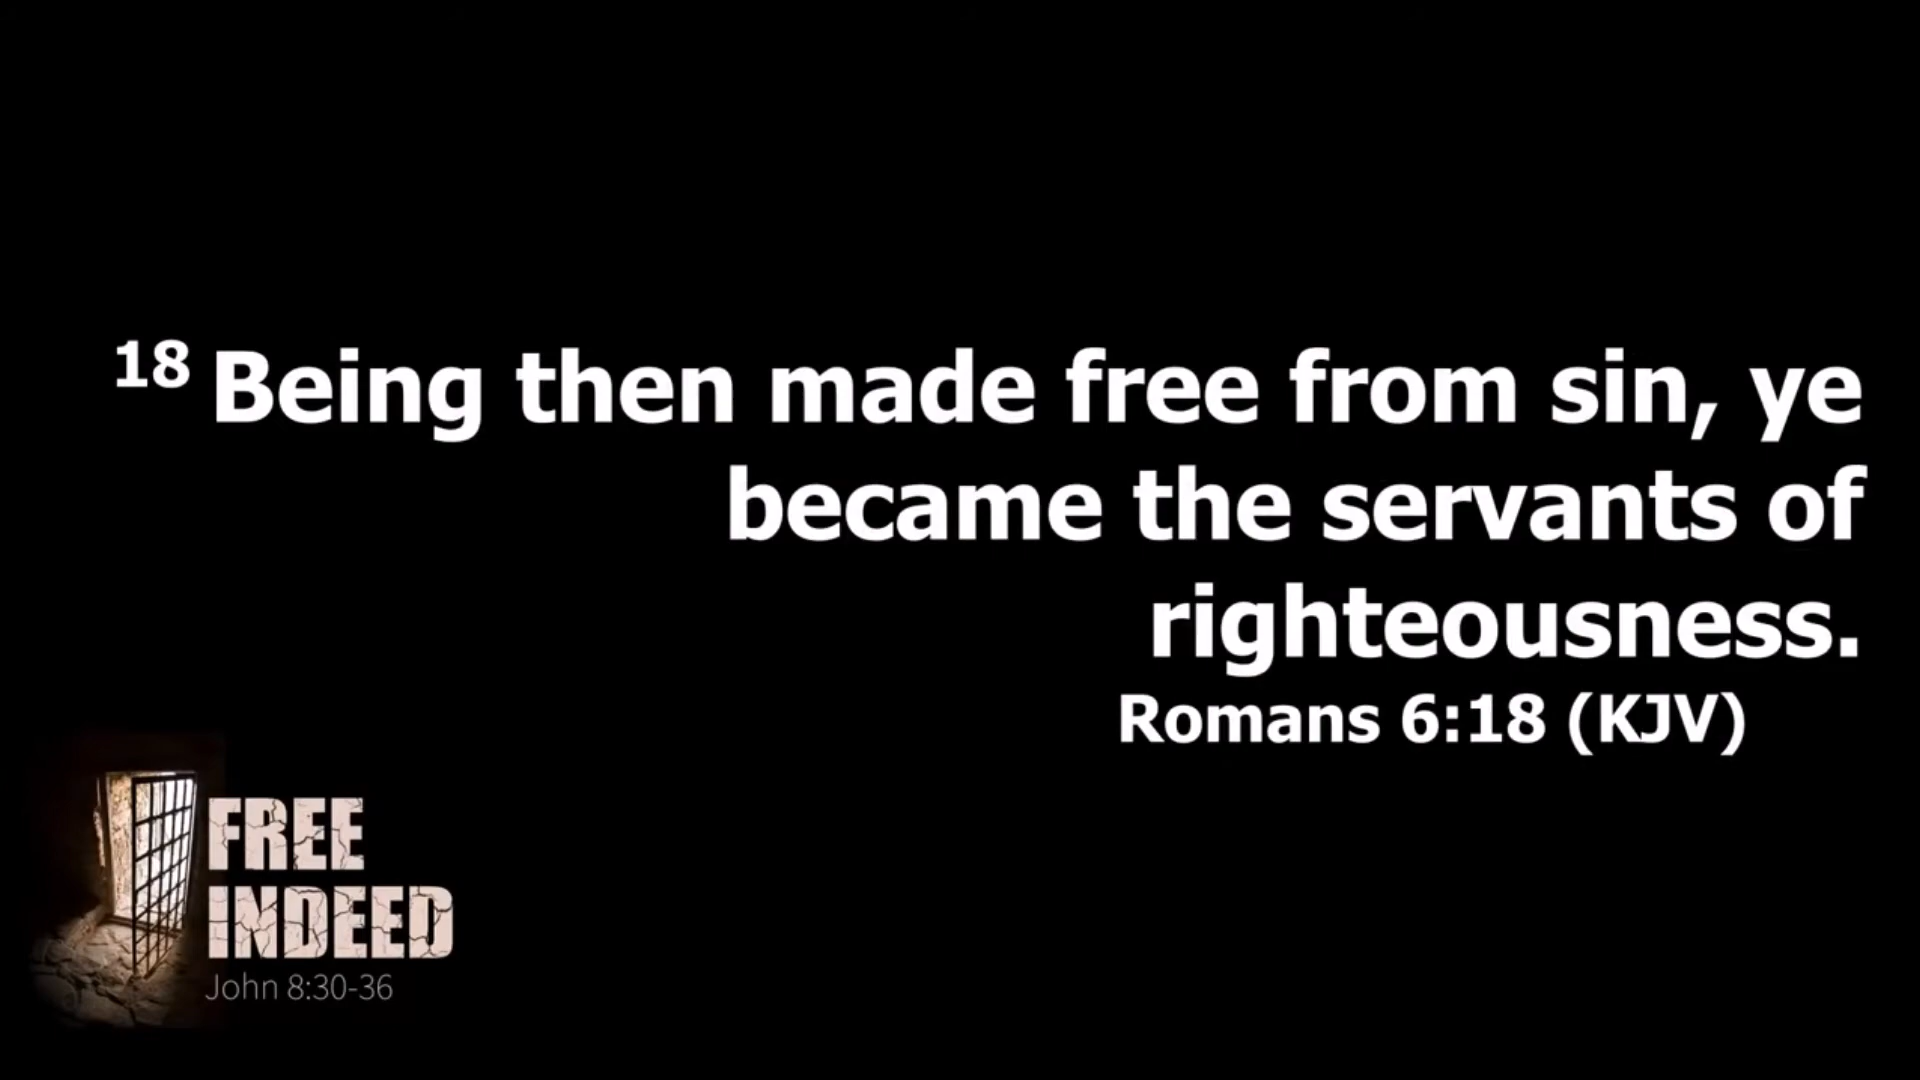 18 Being then made free from sin, ye
became the servants of
righteousness.
Romans 6:18 (KJV)
FREE
INDEED
John 8:30-36